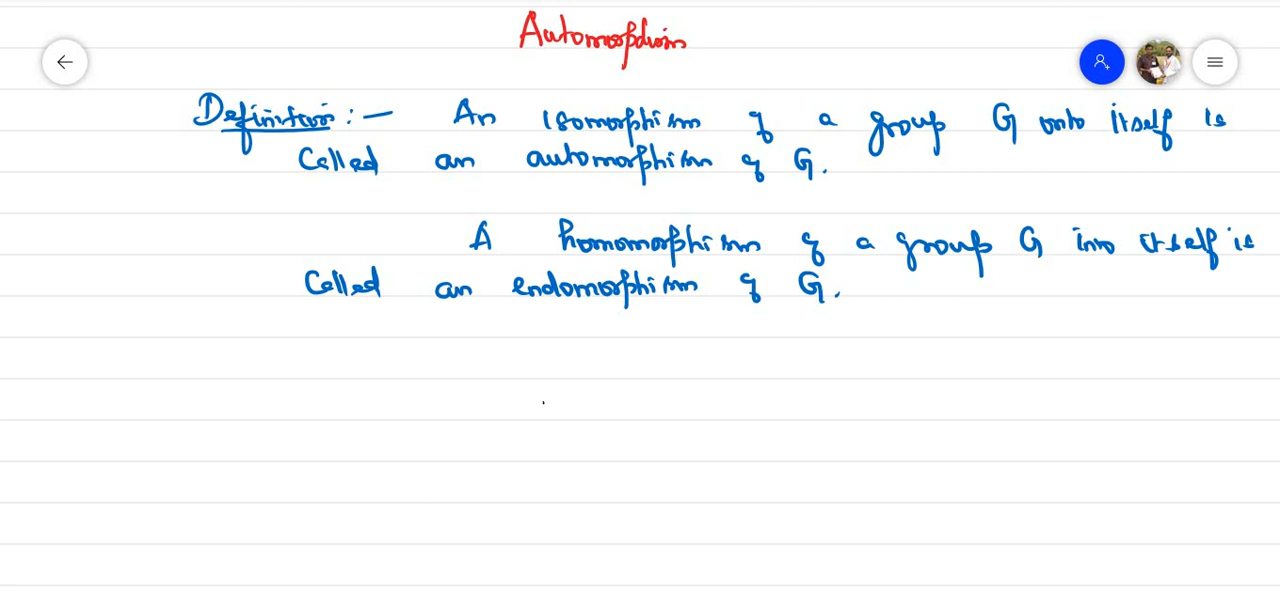 Automorphism
Definition :- An isomorphism of a group G onto itself is
called an automorphism of G.
A homomorphism of a group G into itself is
called an endomorphism of G.